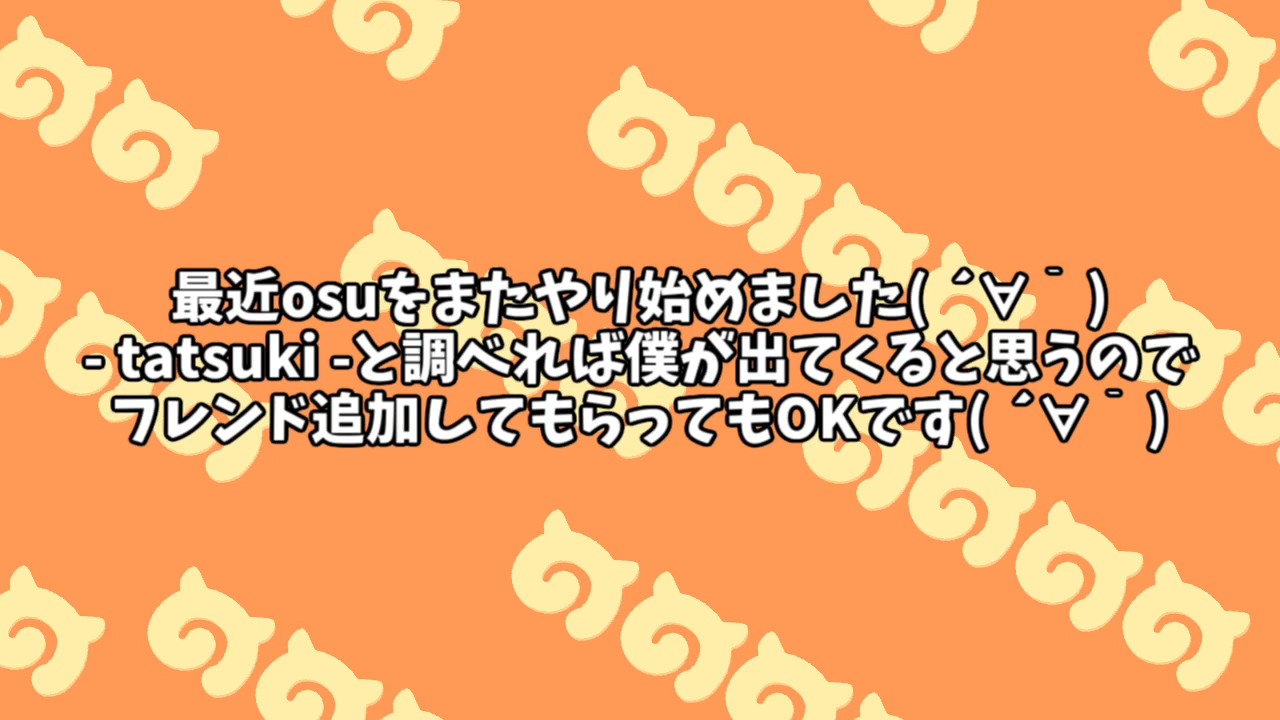 最近osuをまたやり始めました( ´∀｀ )
- tatsuki -と調べれば僕が出てくると思うので
フレンド追加してもらってもOKです( ´∀｀ )